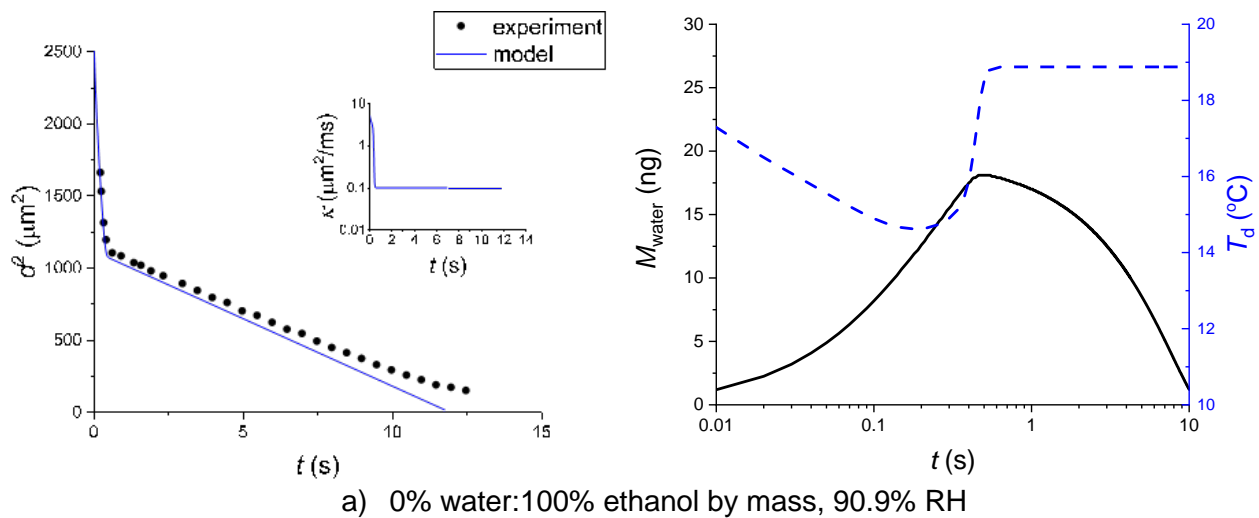 experiment
model
2500
2000
1500
1000
500
0
d² (μm²)
0
5
10
15
t (s)
10
1
0.1
0.01
κ (μm²/ms)
0 2 4 6 8 10 12 14
t (s)
30
25
20
15
10
5
0
M water (ng)
0.01
0.1
1
10
t (s)
20
18
16
14
12
10
T d (ºC)
a) 0% water:100% ethanol by mass, 90.9% RH